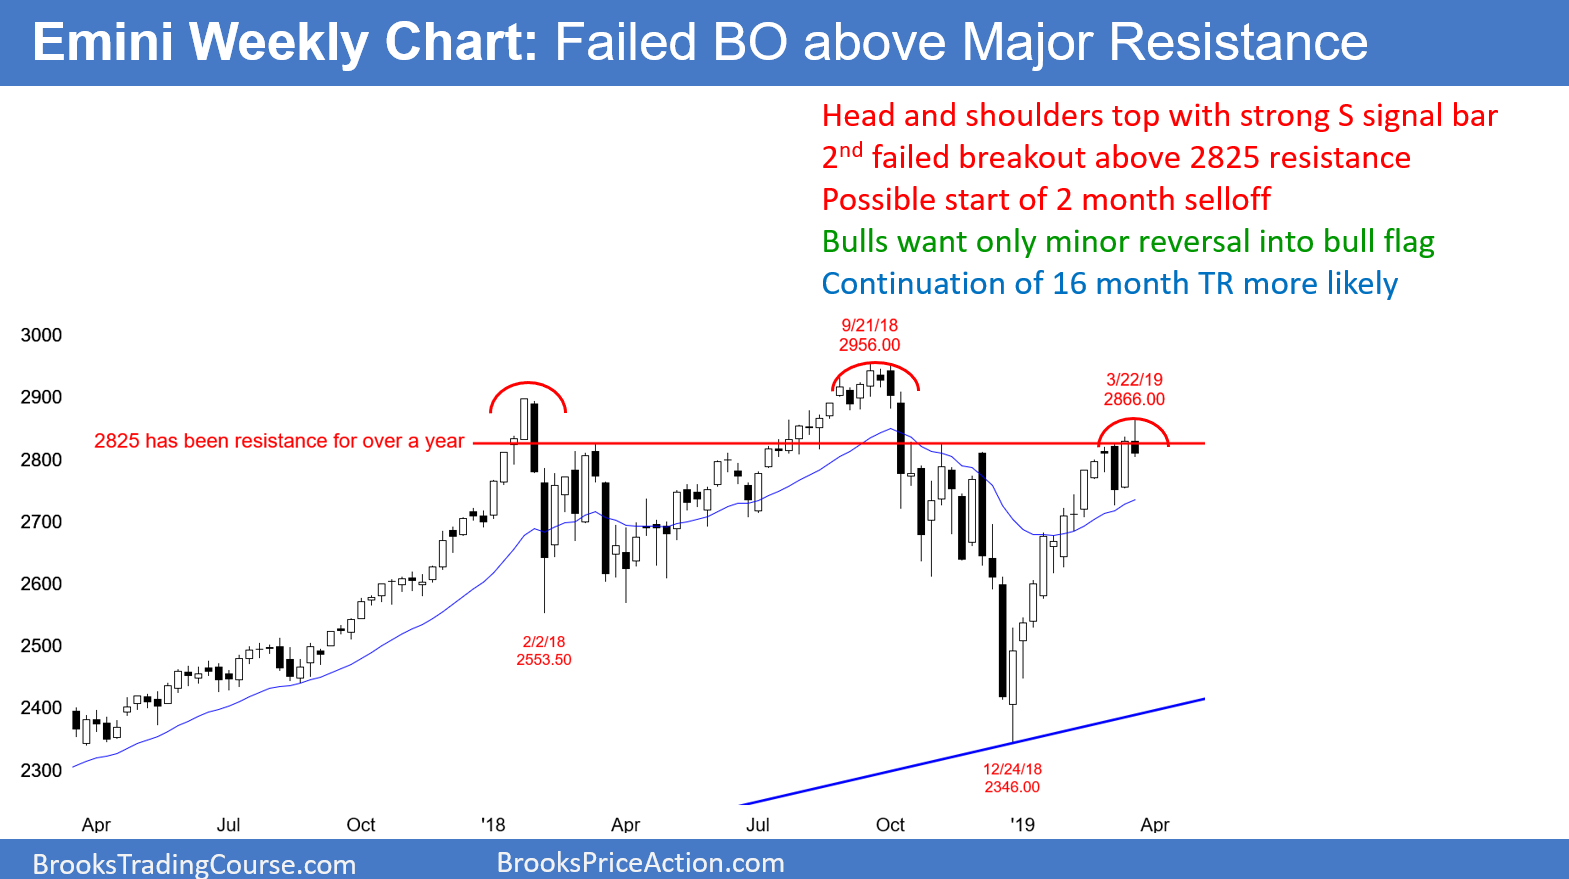 Emini Weekly Chart: Failed BO above Major Resistance
Head and shoulders top with strong S signal bar
2nd failed breakout above 2825 resistance
Possible start of 2 month selloff
Bulls want only minor reversal into bull flag
Continuation of 16 month TR more likely
9/21/18
2956.00
3/22/19
2866.00
2825 has been resistance for over a year
2/2/18
2553.50
12/24/18
2346.00
3000
2900
2800
2700
2600
2500
2400
2300
Apr Jul Oct '18 Apr Jul Oct '19 Apr
BrooksTradingCourse.com BrooksPriceAction.com